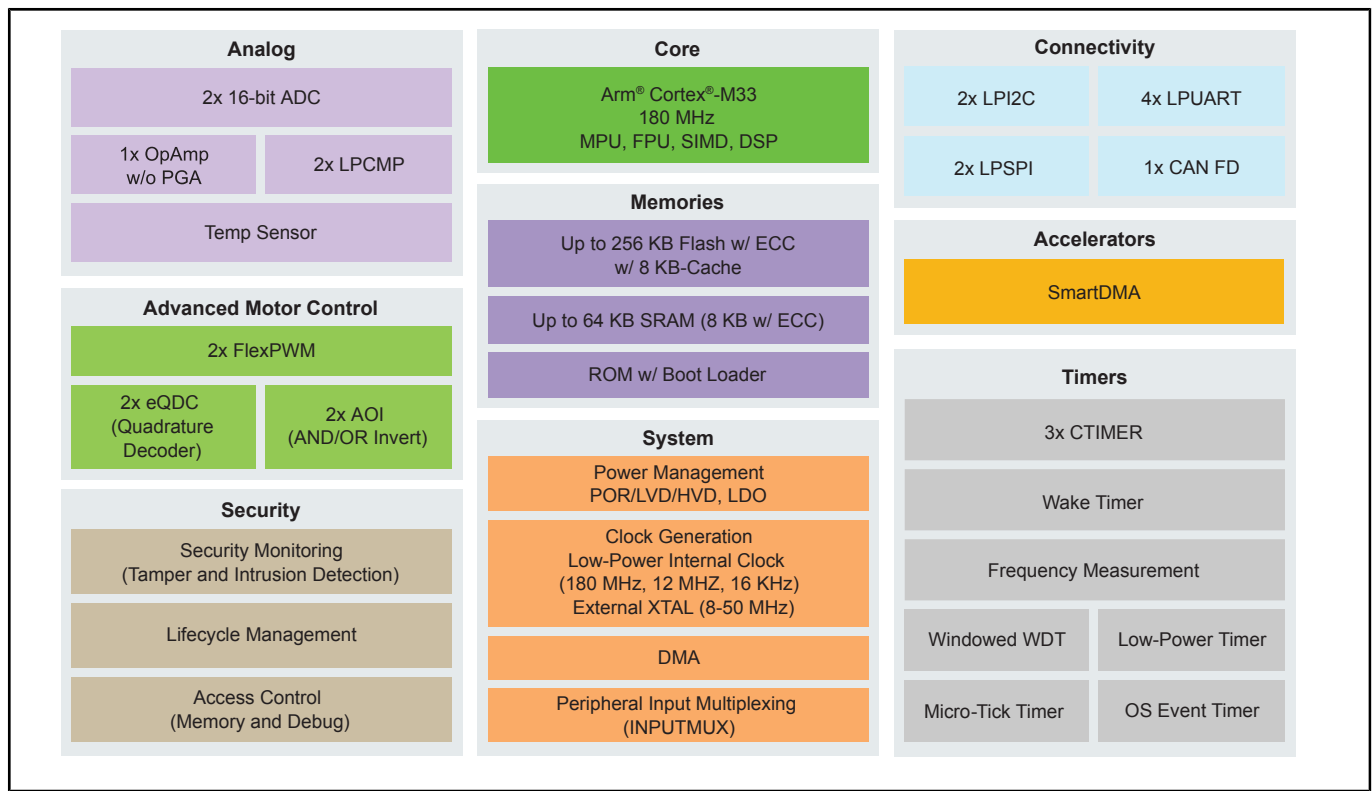 Analog
2x 16-bit ADC
1x OpAmp
w/o PGA
2x LPCMP
Temp Sensor
Advanced Motor Control
2x FlexPWM
2x eQDC
(Quadrature
Decoder)
2x AOI
(AND/OR Invert)
Security
Security Monitoring
(Tamper and Intrusion Detection)
Lifecycle Management
Access Control
(Memory and Debug)
Core
Arm® Cortex®-M33
180 MHz
MPU, FPU, SIMD, DSP
Memories
Up to 256 KB Flash w/ ECC
w/ 8 KB-Cache
Up to 64 KB SRAM (8 KB w/ ECC)
ROM w/ Boot Loader
System
Power Management
POR/LVD/HVD, LDO
Clock Generation
Low-Power Internal Clock
(180 MHz, 12 MHZ, 16 KHz)
External XTAL (8-50 MHz)
DMA
Peripheral Input Multiplexing
(INPUTMUX)
Connectivity
2x LPI2C
4x LPUART
2x LPSPI
1x CAN FD
Accelerators
SmartDMA
Timers
3x CTIMER
Wake Timer
Frequency Measurement
Windowed WDT
Low-Power Timer
Micro-Tick Timer
OS Event Timer